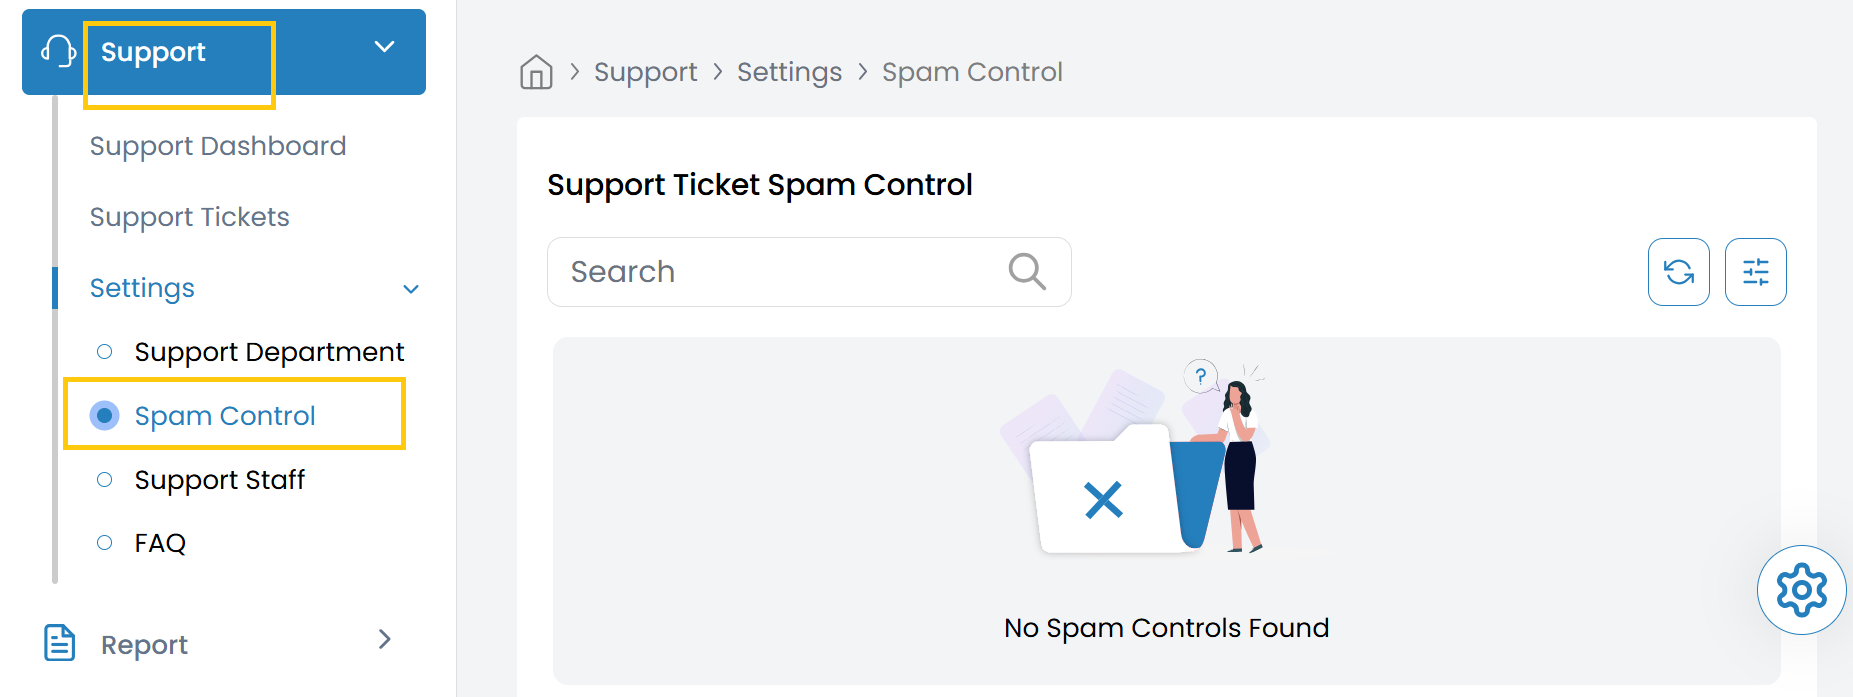 Support
Support Dashboard
Support Tickets
Settings
Support Department
Spam Control
Support Staff
FAQ
Report
Support > Settings > Spam Control
Support Ticket Spam Control
Search
?
No Spam Controls Found